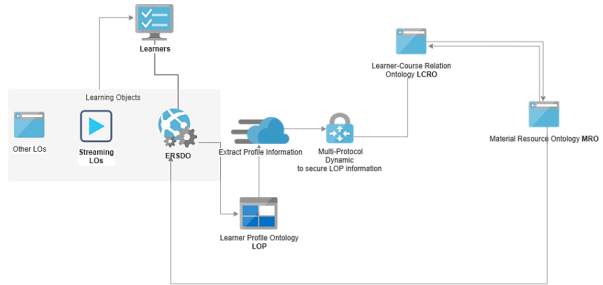 Learners
Learner-Course Relation
Ontology LCRO
Learning Objects
Other LOs
Streaming
LOs
ERSDO
Extract Profile Information
Multi-Protocol
Dynamic
to secure LOP information
Material Resource Ontology MRO
Learner Profile Ontology
LOP